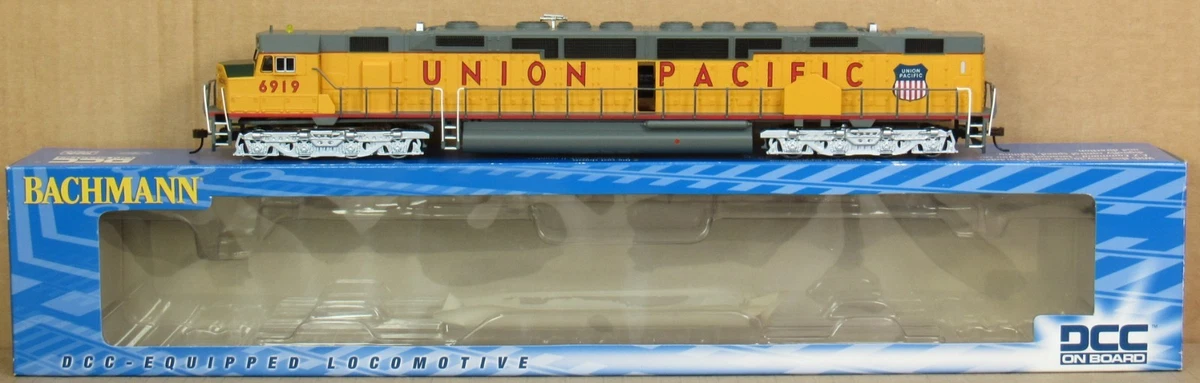 UNION PACIFIC
6919
UNION
PACIFIC
BACHMANN
DCC-EQUIPPED LOCOMOTIVE
DCC
ON BOARD